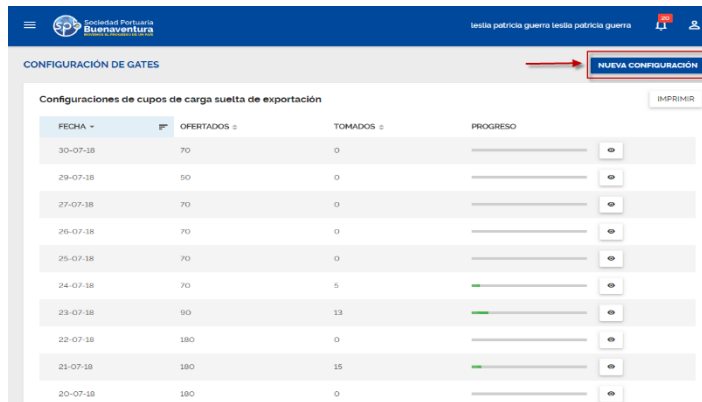 Sociedad Portuaria
Buenaventura
teslia patricia guerra teslia patricia guerra
20
CONFIGURACIÓN DE GATES
NUEVA CONFIGURACIÓN
Configuraciones de cupos de carga suelta de exportación
IMPRIMIR
FECHA OFERTADOS TOMADOS PROGRESO
30-07-18 70 0
29-07-18 50 0
27-07-18 70 0
26-07-18 70 0
25-07-18 70 0
24-07-18 70 5
23-07-18 90 13
22-07-18 180 0
21-07-18 180 15
20-07-18 180 0